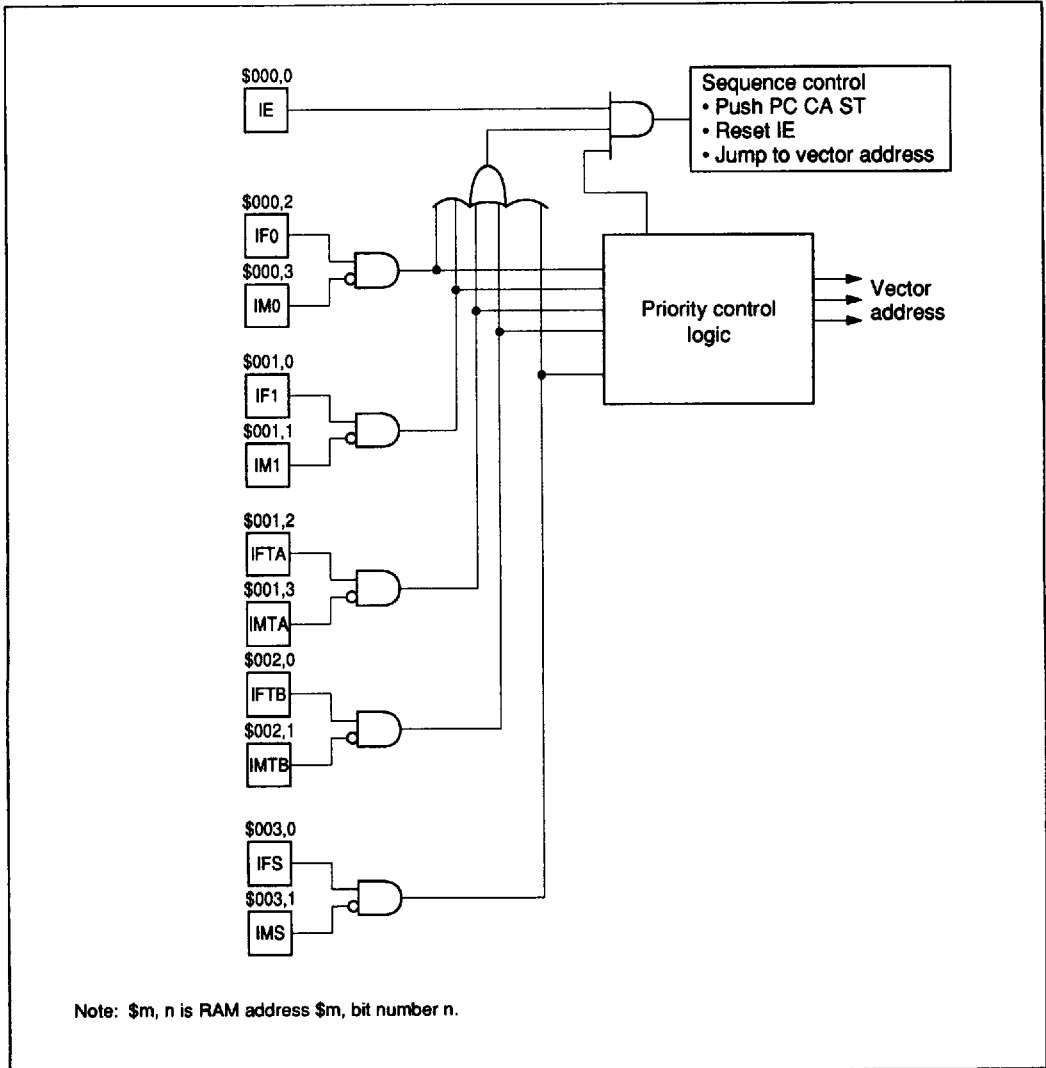 $000,0
IE
Sequence control
• Push PC CA ST
• Reset IE
• Jump to vector address
$000,2
IF0
$000,3
IM0
Priority control
logic
Vector
address
$001,0
IF1
$001,1
IM1
$001,2
IFTA
$001,3
IMTA
$002,0
IFTB
$002,1
IMTB
$003,0
IFS
$003,1
IMS
Note: $m, n is RAM address $m, bit number n.